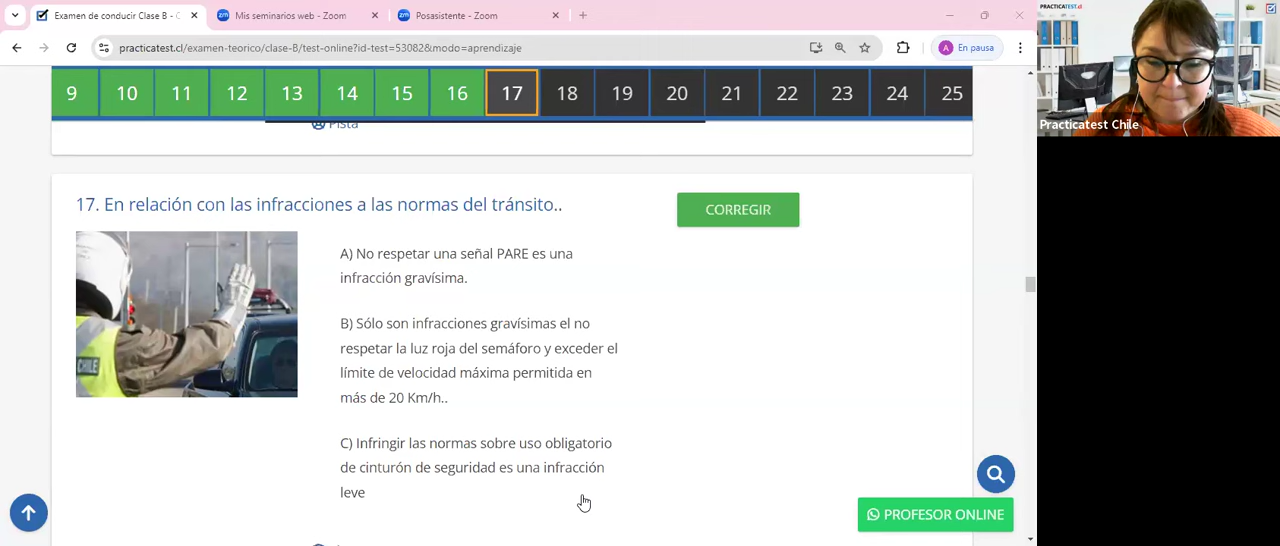 Examen de conducir Clase B - C
Mis seminarios web - Zoom
Posasistente - Zoom
practicatest.cl/examen-teorico/clase-B/test-online?id-test=53082&modo=aprendizaje
A En pausa
9 10 11 12 13 14 15 16 17 18 19 20 21 22 23 24 25
Pista
17. En relación con las infracciones a las normas del tránsito..
CORREGIR
A) No respetar una señal PARE es una
infracción gravísima.
B) Sólo son infracciones gravísimas el no
respetar la luz roja del semáforo y exceder el
límite de velocidad máxima permitida en
más de 20 Km/h..
C) Infringir las normas sobre uso obligatorio
de cinturón de seguridad es una infracción
leve
CHILE
PROFESOR ONLINE
PRACTICATEST.cl
Practicatest Chile